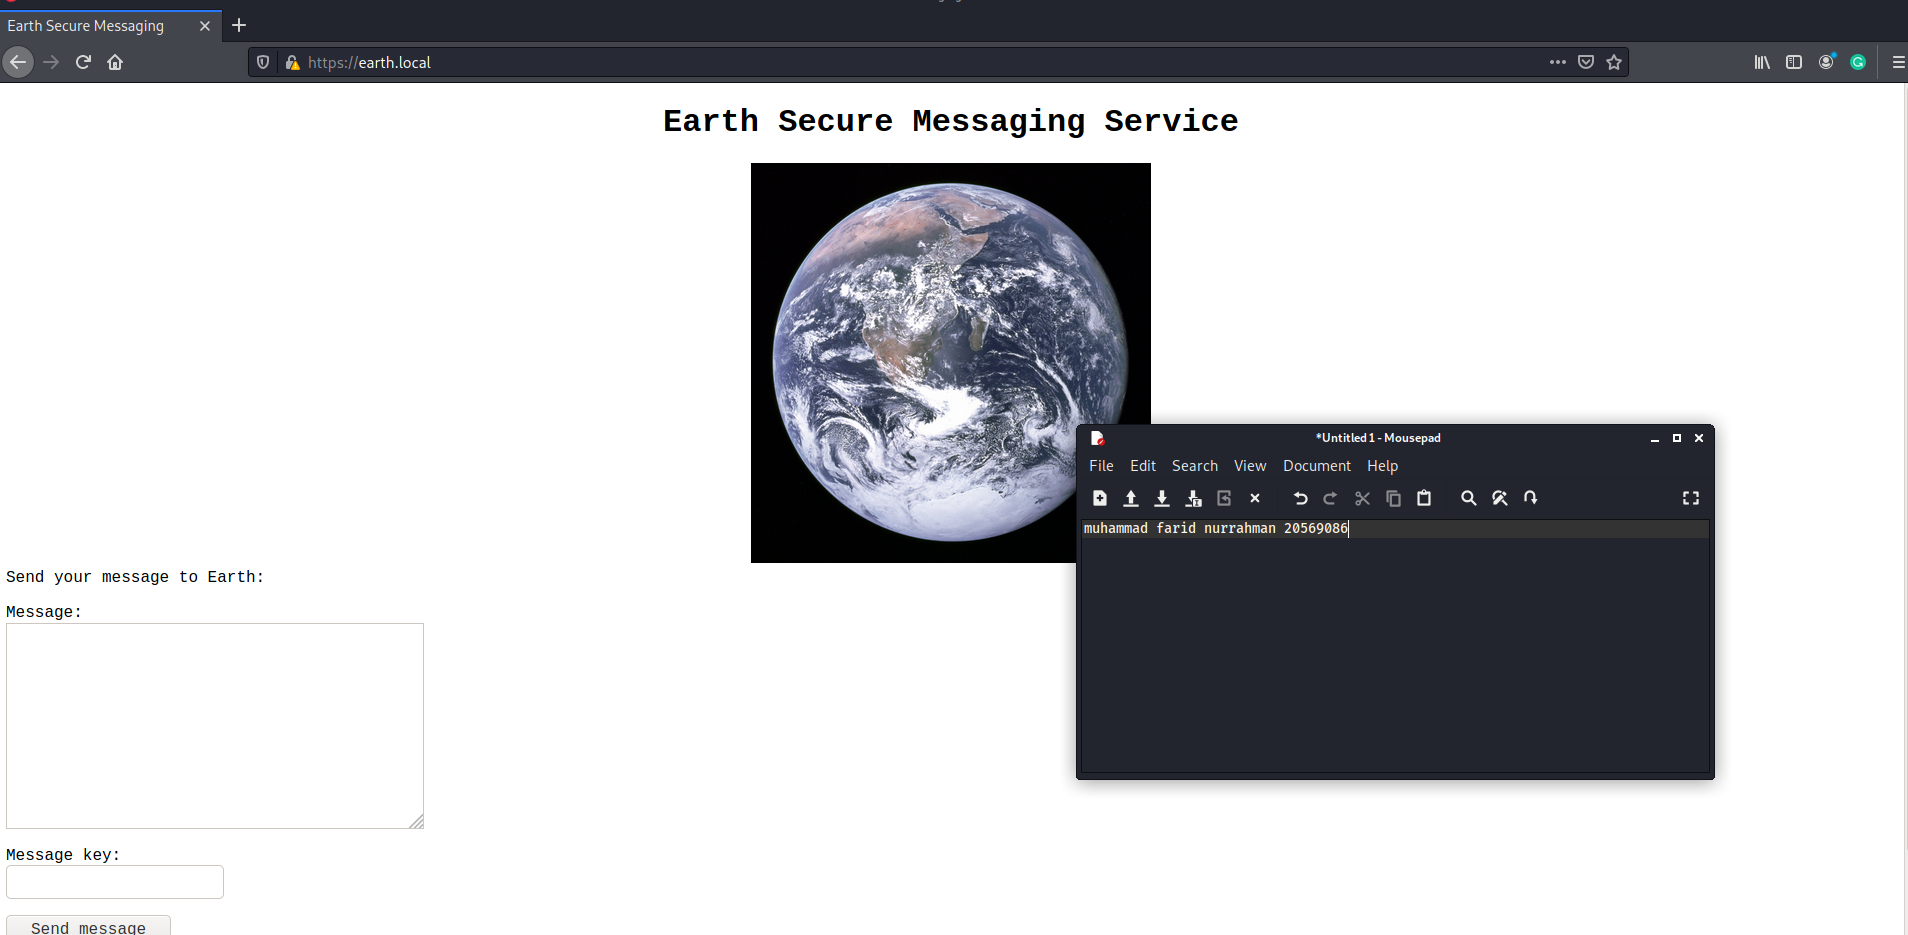 Earth Secure Messaging
https://earth.local
Earth Secure Messaging Service
*Untitled 1 - Mousepad
File Edit Search View Document Help
muhammad farid nurrahman 20569086
Send your message to Earth:
Message:
Message key:
Send message